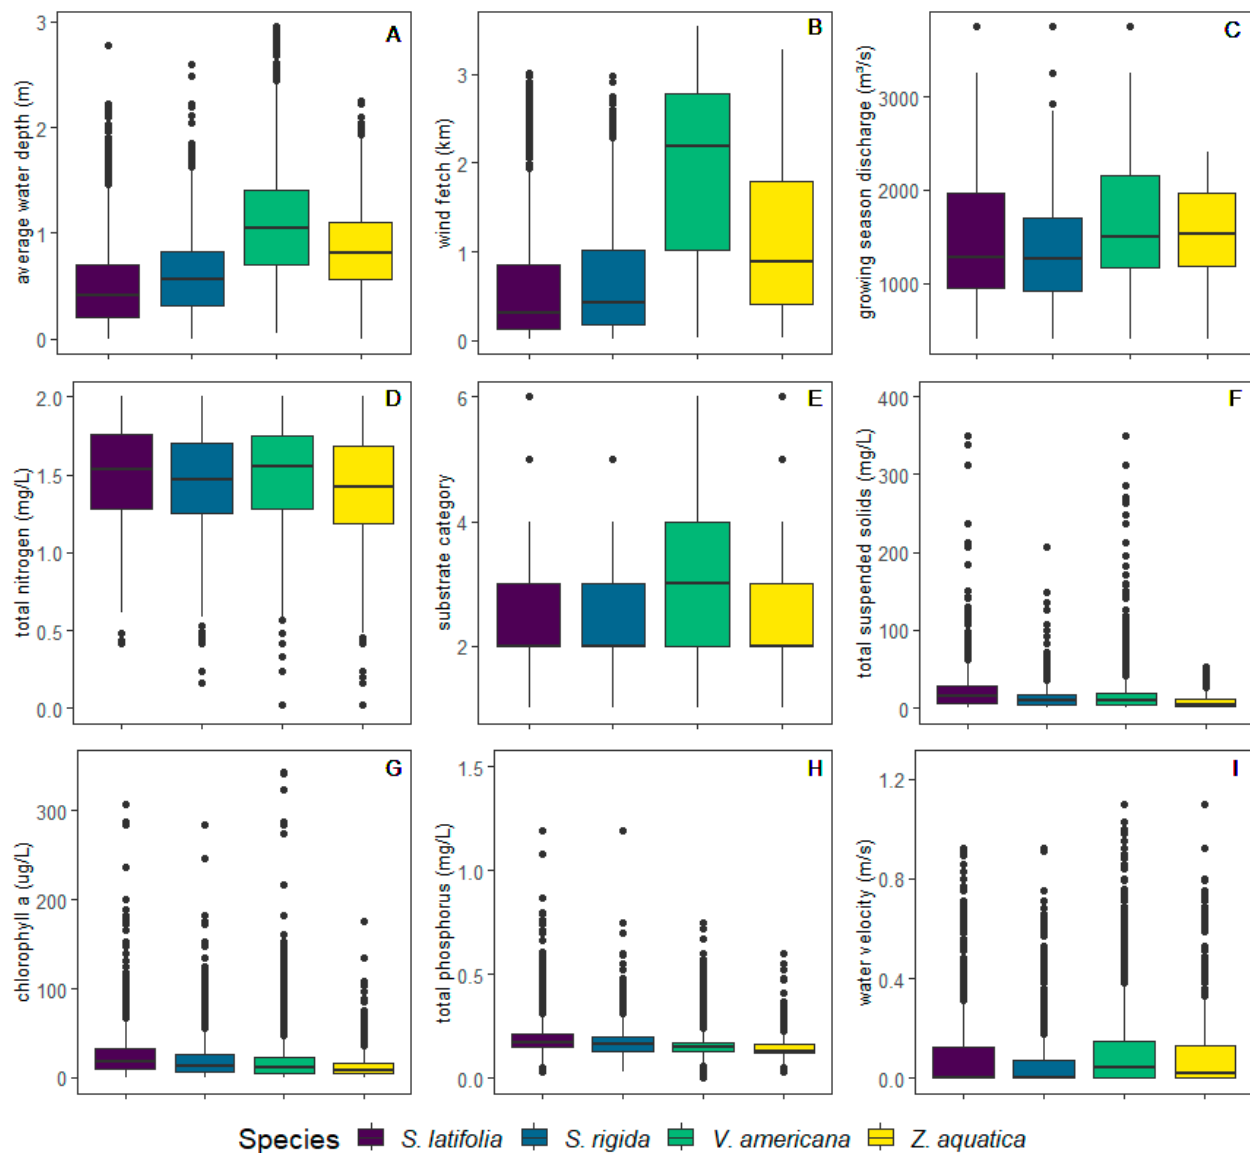 A
average water depth (m)
3
2
1
0
B
wind fetch (km)
3
2
1
0
C
growing season discharge (m³/s)
3000
2000
1000
D
total nitrogen (mg/L)
2.0
1.5
1.0
0.5
0.0
E
substrate category
6
4
2
F
total suspended solids (mg/L)
400
300
200
100
0
G
chlorophyll a (ug/L)
300
200
100
0
H
total phosphorus (mg/L)
1.5
1.0
0.5
0.0
I
water velocity (m/s)
1.2
0.8
0.4
0.0
Species S. latifolia S. rigida V. americana Z. aquatica